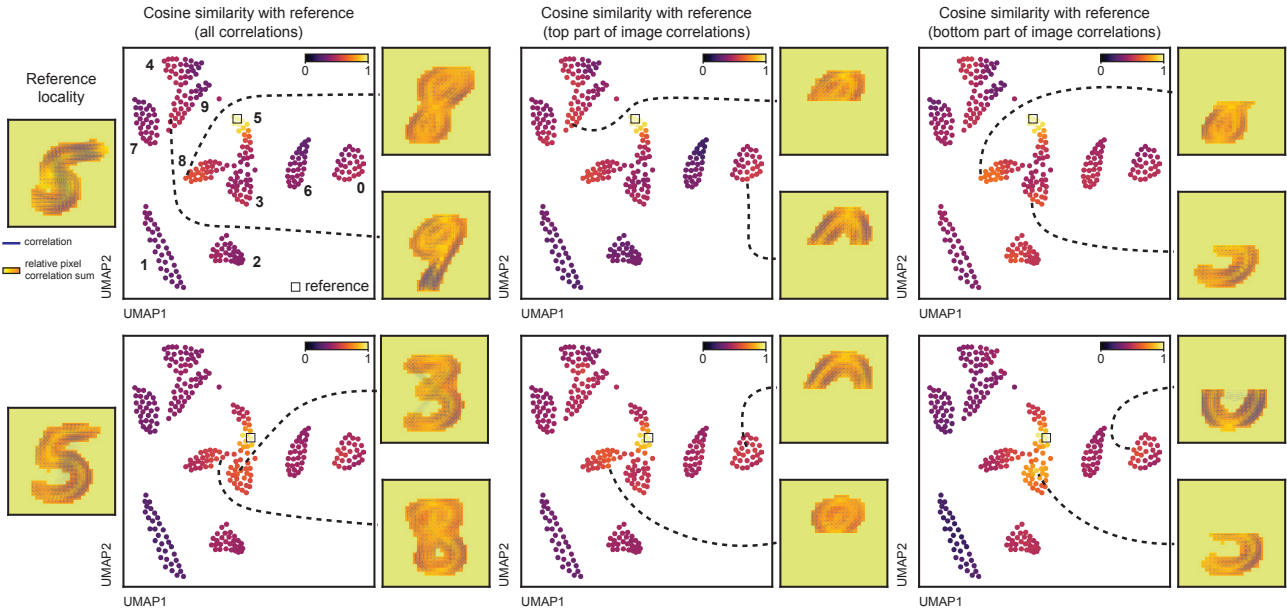 Cosine similarity with reference
(all correlations)
Cosine similarity with reference
(top part of image correlations)
Cosine similarity with reference
(bottom part of image correlations)
Reference
locality
correlation
relative pixel
correlation sum
4
9
7
5
8
6
0
3
1
2
0 1
reference
UMAP2
UMAP1
0 1
UMAP2
UMAP1
0 1
UMAP2
UMAP1
0 1
UMAP2
UMAP1
0 1
UMAP2
UMAP1
0 1
UMAP2
UMAP1